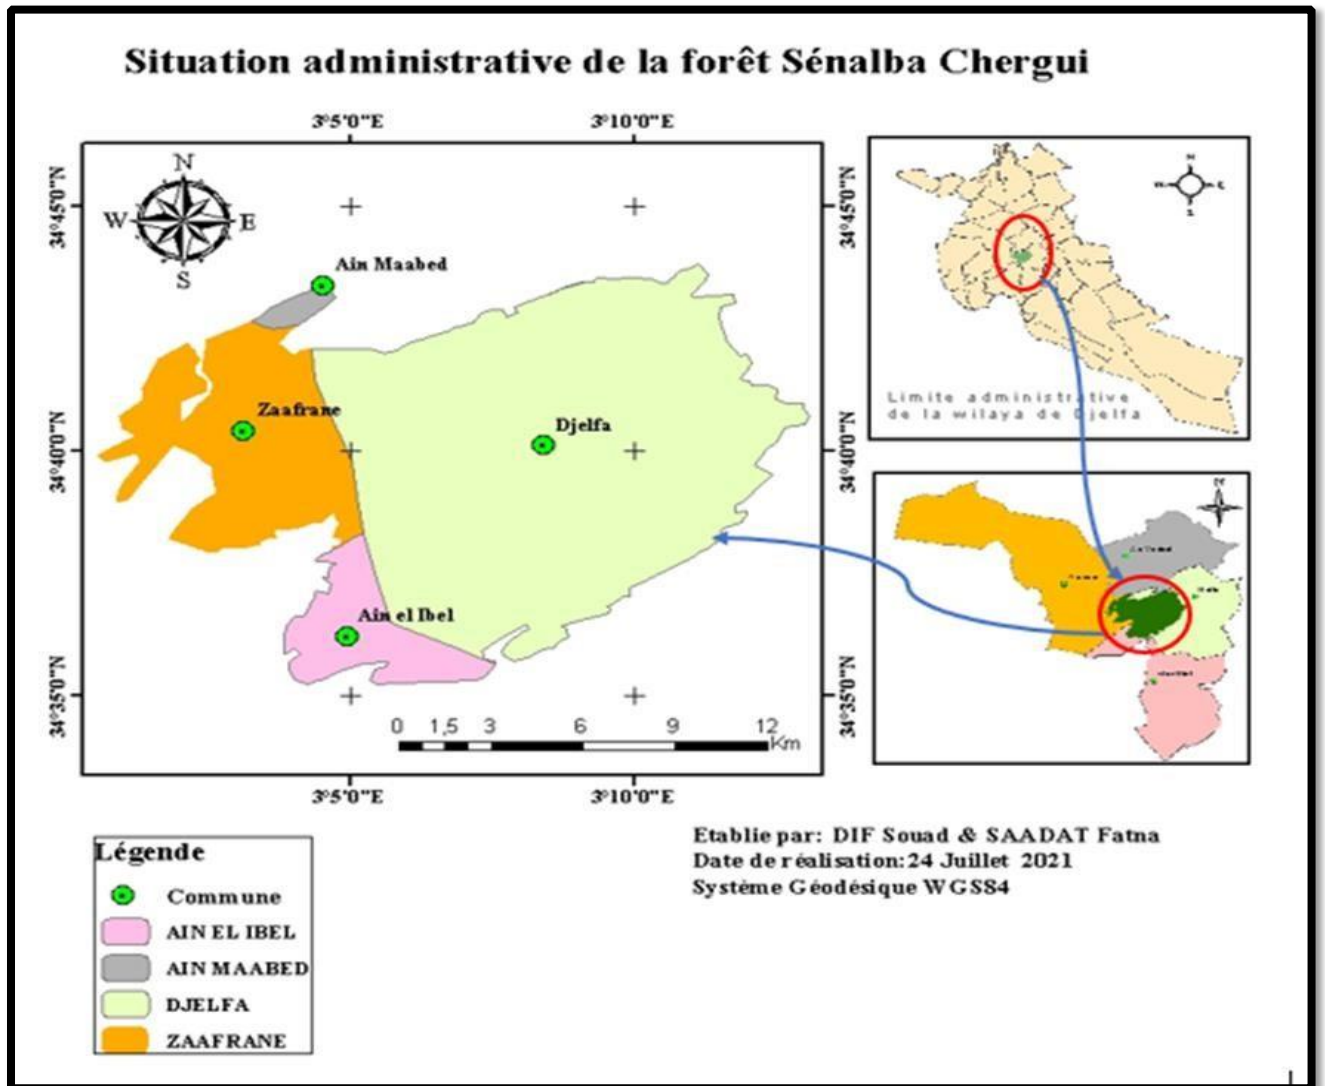 Situation administrative de la forêt Sénalba Chergui
3°5'0"E
3°10'0"E
34°45'0"N
34°40'0"N
34°35'0"N
N
W
E
S
Ain Maabed
Zaafrane
Djelfa
Ain el Ibel
0 1,5 3 6 9 12
Km
34°45'0"N
34°40'0"N
34°35'0"N
3°5'0"E
3°10'0"E
N
W
E
S
Limite administrative
de la wilaya de Djelfa
N
Légende
Commune
AIN EL IBEL
AIN MAABED
DJELFA
ZAAFRANE
Etablie par: DIF Souad & SAADAT Fatna
Date de réalisation:24 Juillet 2021
Système Géodésique WGS84